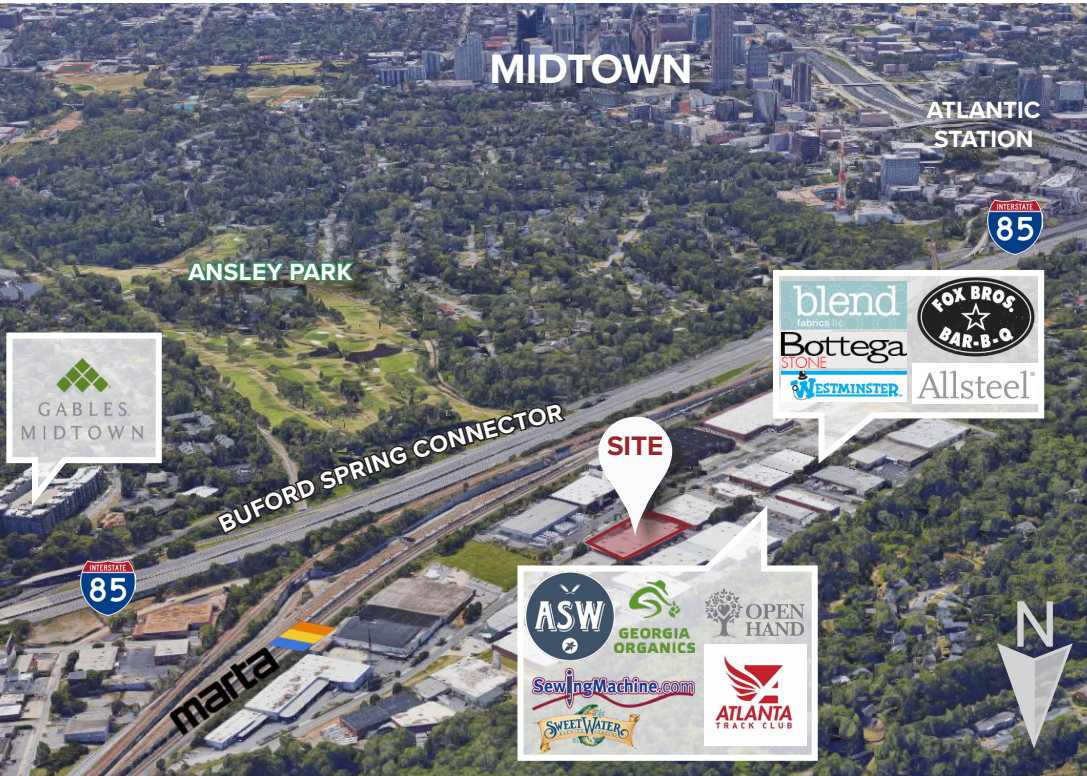 MIDTOWN
ATLANTIC
STATION
INTERSTATE
85
ANSLEY PARK
blend
fabrics llc
FOX BROS.
BAR-B-Q
Bottega
STONE
WESTMINSTER
Allsteel®
GABLES
MIDTOWN
BUFORD SPRING CONNECTOR
SITE
INTERSTATE
85
marta
ASW
GEORGIA
ORGANICS
OPEN
HAND
SewingMachine.com
SWEETWATER
ATLANTA
TRACK CLUB
N